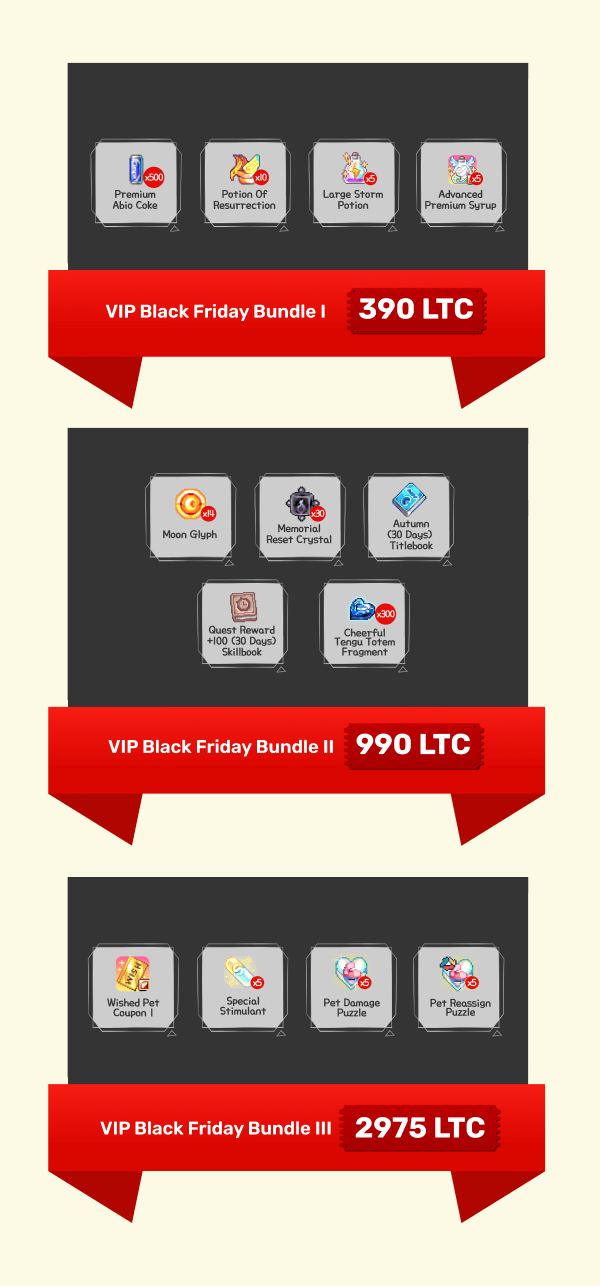 x500
Premium
Abio Coke
x10
Potion Of
Resurrection
x5
Large Storm
Potion
x5
Advanced
Premium Syrup
VIP Black Friday Bundle I
390 LTC
x14
Moon Glyph
x30
Memorial
Reset Crystal
Autumn
(30 Days)
Titlebook
Quest Reward
+100 (30 Days)
Skillbook
x300
Cheerful
Tengu Totem
Fragment
VIP Black Friday Bundle II
990 LTC
WISH
Wished Pet
Coupon 1
x5
Special
Stimulant
x5
Pet Damage
Puzzle
x5
Pet Reassign
Puzzle
VIP Black Friday Bundle III
2975 LTC